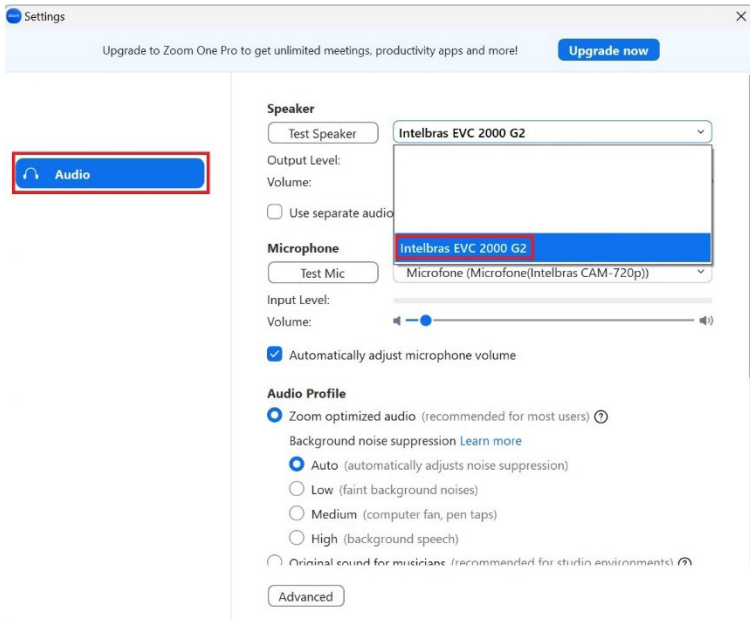 zoom Settings
Upgrade to Zoom One Pro to get unlimited meetings, productivity apps and more! Upgrade now
Audio
Speaker
Test Speaker Intelbras EVC 2000 G2
Output Level:
Volume:
Use separate audio
Intelbras EVC 2000 G2
Microphone
Test Mic Microfone (Microfone(Intelbras CAM-720p))
Input Level:
Volume:
Automatically adjust microphone volume
Audio Profile
Zoom optimized audio (recommended for most users) ?
Background noise suppression Learn more
Auto (automatically adjusts noise suppression)
Low (faint background noises)
Medium (computer fan, pen taps)
High (background speech)
Original sound for musicians (recommended for studio environments) ?
Advanced